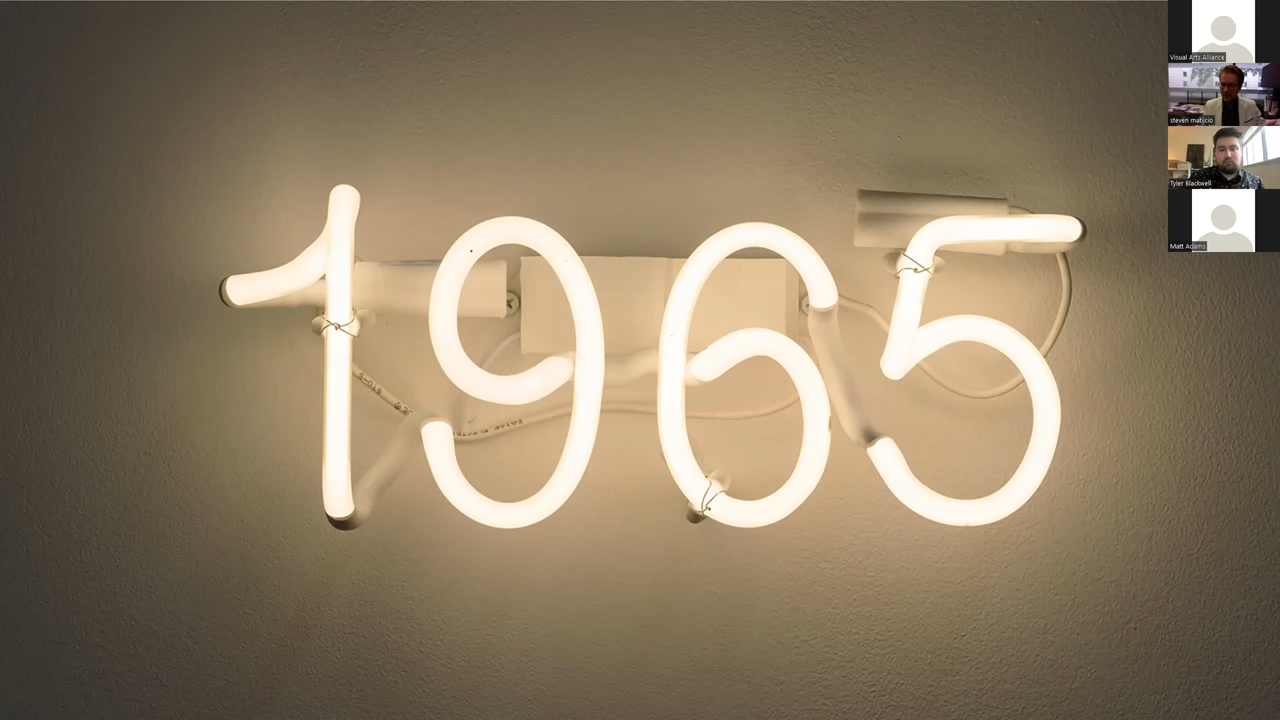 1965
Visual Arts Alliance
steven matijcio
Tyler Blackwell
Matt Adams